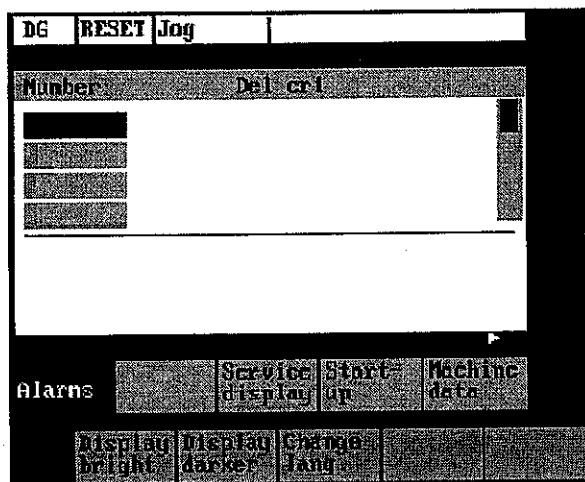 DG RESET Jog
Number Del crl
Alarms Service display Start-up Machine data
Display bright Display darker Change lang.